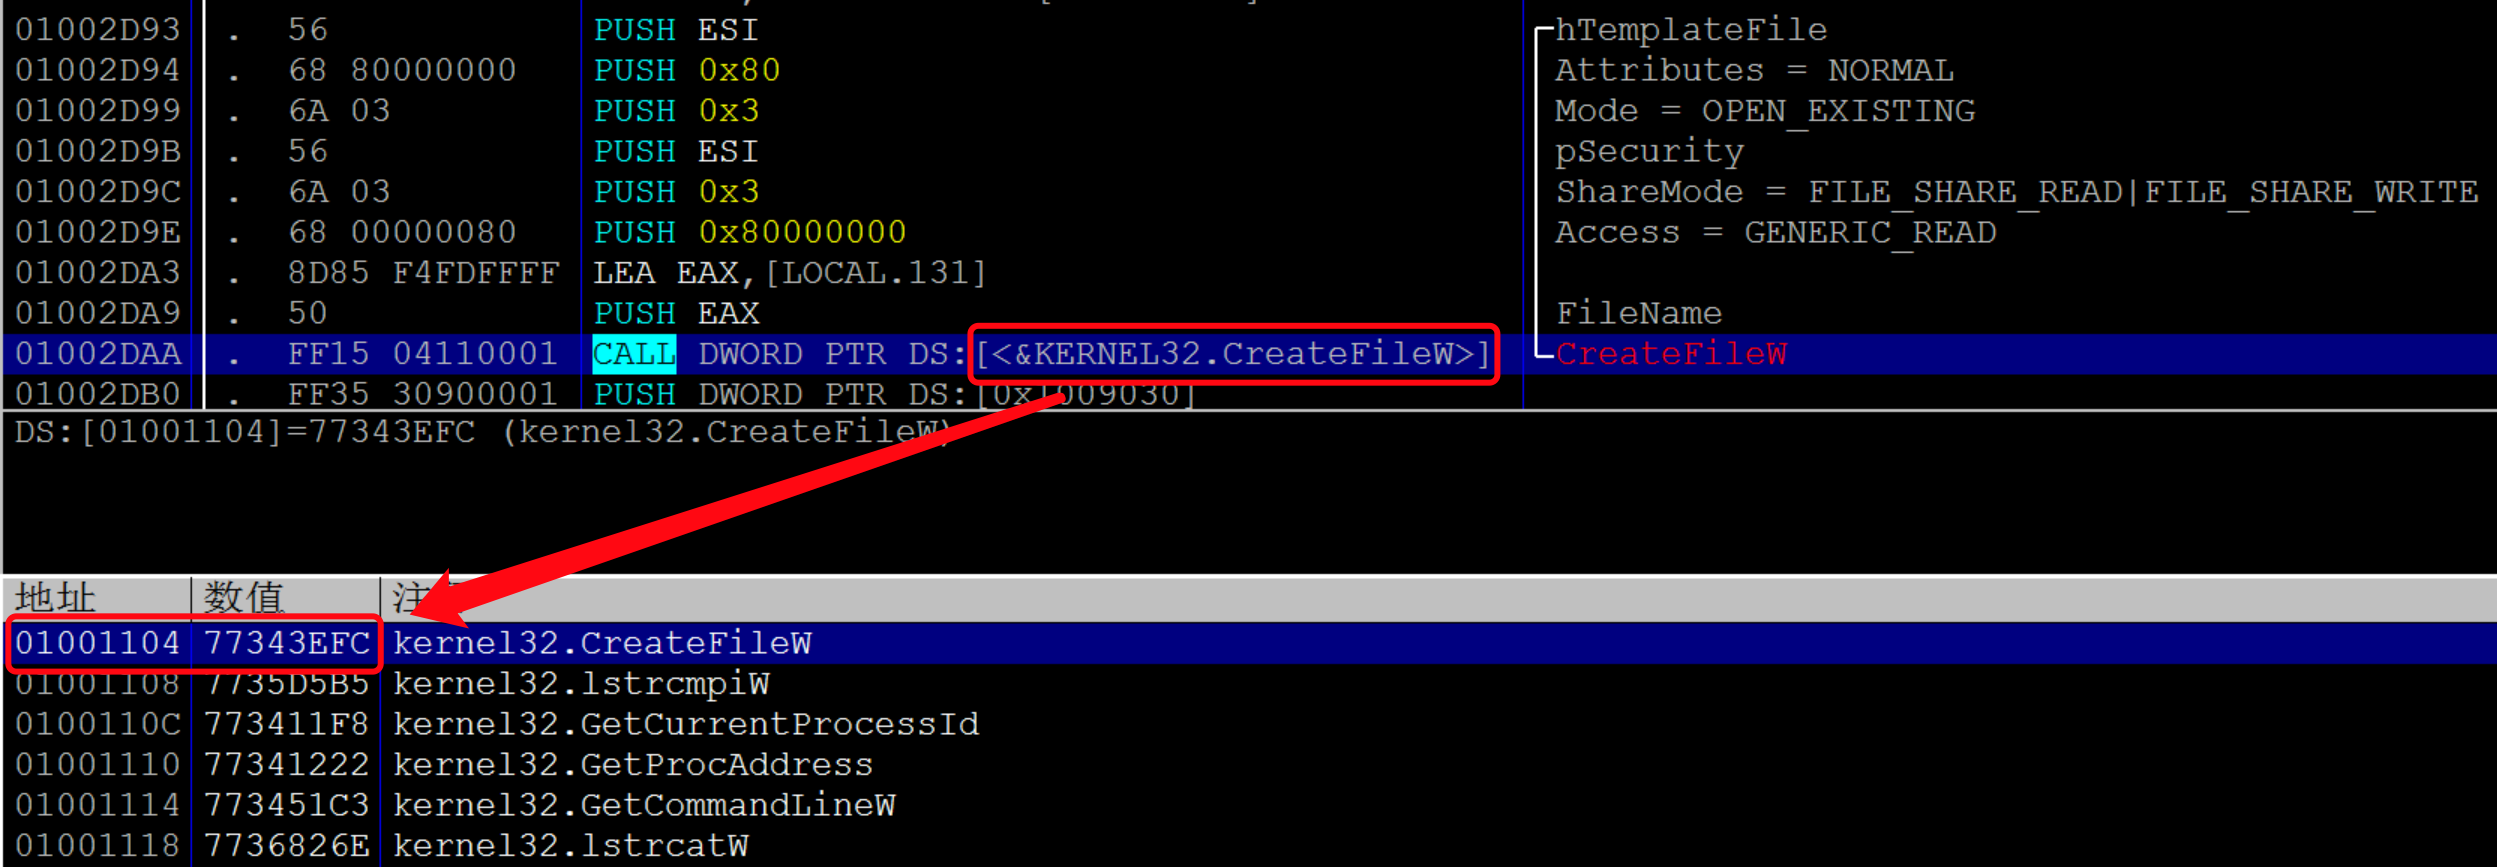 01002D93 . 56 PUSH ESI hTemplateFile
01002D94 . 68 80000000 PUSH 0x80 Attributes = NORMAL
01002D99 . 6A 03 PUSH 0x3 Mode = OPEN_EXISTING
01002D9B . 56 PUSH ESI pSecurity
01002D9C . 6A 03 PUSH 0x3 ShareMode = FILE_SHARE_READ|FILE_SHARE_WRITE
01002D9E . 68 00000080 PUSH 0x80000000 Access = GENERIC_READ
01002DA3 . 8D85 F4FDFFFF LEA EAX,[LOCAL.131]
01002DA9 . 50 PUSH EAX FileName
01002DAA . FF15 04110001 CALL DWORD PTR DS:[<&KERNEL32.CreateFileW>] CreateFileW
01002DB0 . FF35 30900001 PUSH DWORD PTR DS:[0x1009030]
DS:[01001104]=77343EFC (kernel32.CreateFileW)
地址 数值 注
01001104 77343EFC kernel32.CreateFileW
01001108 7735D5B5 kernel32.lstrcmpiW
0100110C 773411F8 kernel32.GetCurrentProcessId
01001110 77341222 kernel32.GetProcAddress
01001114 773451C3 kernel32.GetCommandLineW
01001118 7736826E kernel32.lstrcatW